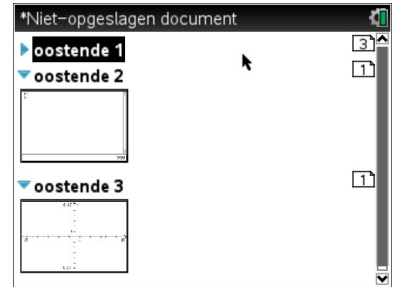 *Niet-opgeslagen document
oostende 1
3
oostende 2
1
oostende 3
1